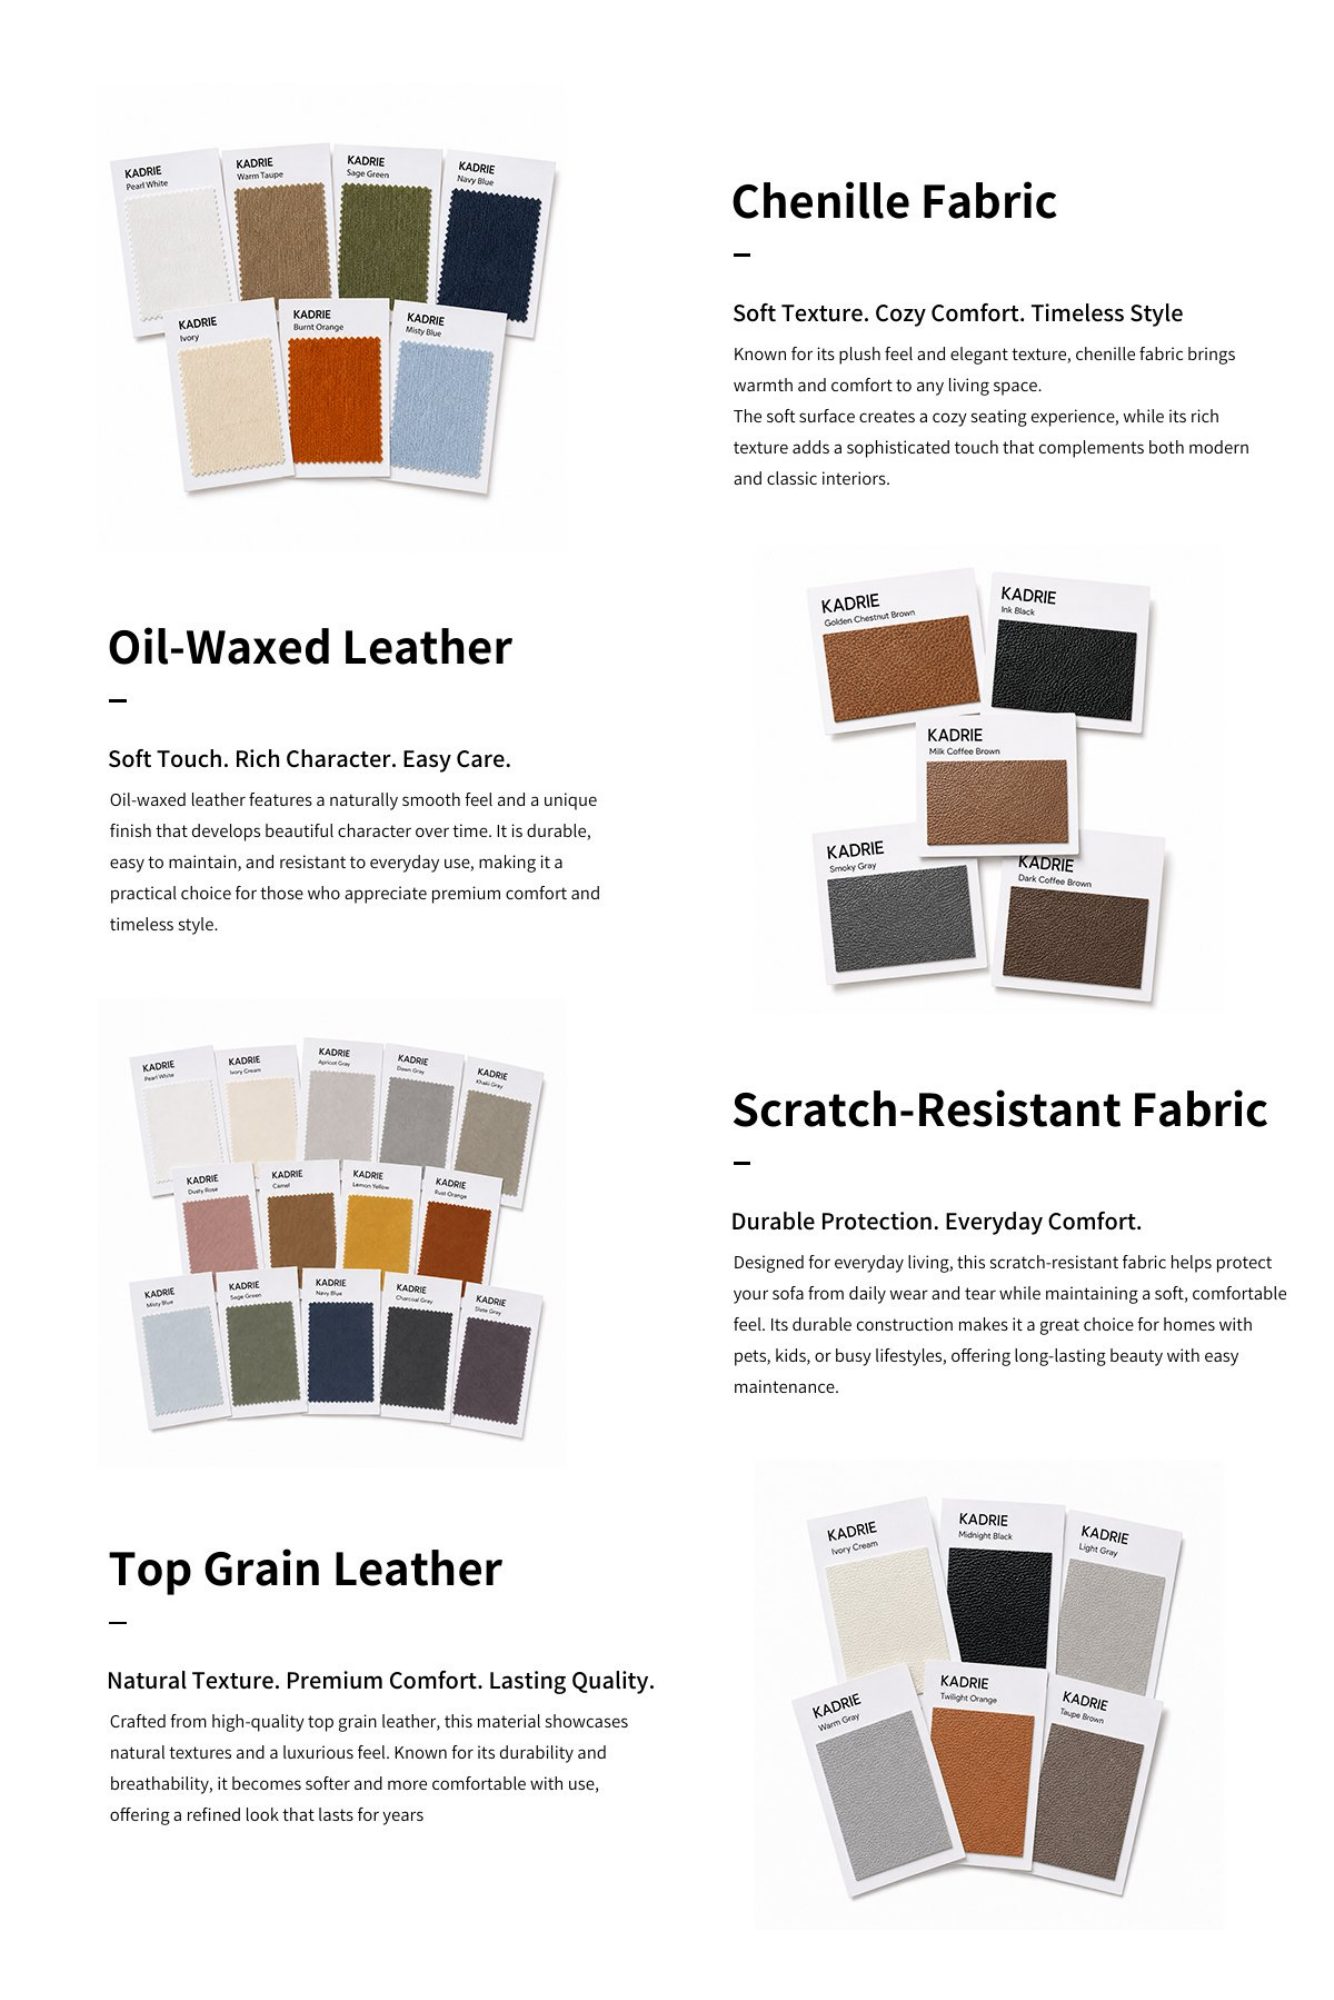 KADRIE
Pearl White
KADRIE
Warm Taupe
KADRIE
Sage Green
KADRIE
Navy Blue
KADRIE
Ivory
KADRIE
Burnt Orange
KADRIE
Misty Blue
Chenille Fabric
–
Soft Texture. Cozy Comfort. Timeless Style
Known for its plush feel and elegant texture, chenille fabric brings
warmth and comfort to any living space.
The soft surface creates a cozy seating experience, while its rich
texture adds a sophisticated touch that complements both modern
and classic interiors.
Oil-Waxed Leather
–
Soft Touch. Rich Character. Easy Care.
Oil-waxed leather features a naturally smooth feel and a unique
finish that develops beautiful character over time. It is durable,
easy to maintain, and resistant to everyday use, making it a
practical choice for those who appreciate premium comfort and
timeless style.
KADRIE
Golden Chestnut Brown
KADRIE
Ink Black
KADRIE
Milk Coffee Brown
KADRIE
Smoky Gray
KADRIE
Dark Coffee Brown
KADRIE
Pearl White
KADRIE
Ivory Cream
KADRIE
Apricot Gray
KADRIE
Dawn Gray
KADRIE
Khaki Gray
KADRIE
Dusty Rose
KADRIE
Camel
KADRIE
Lemon Yellow
KADRIE
Rust Orange
KADRIE
Misty Blue
KADRIE
Sage Green
KADRIE
Navy Blue
KADRIE
Charcoal Gray
KADRIE
Slate Gray
Scratch-Resistant Fabric
–
Durable Protection. Everyday Comfort.
Designed for everyday living, this scratch-resistant fabric helps protect
your sofa from daily wear and tear while maintaining a soft, comfortable
feel. Its durable construction makes it a great choice for homes with
pets, kids, or busy lifestyles, offering long-lasting beauty with easy
maintenance.
Top Grain Leather
–
Natural Texture. Premium Comfort. Lasting Quality.
Crafted from high-quality top grain leather, this material showcases
natural textures and a luxurious feel. Known for its durability and
breathability, it becomes softer and more comfortable with use,
offering a refined look that lasts for years
KADRIE
Ivory Cream
KADRIE
Midnight Black
KADRIE
Light Gray
KADRIE
Warm Gray
KADRIE
Twilight Orange
KADRIE
Taupe Brown